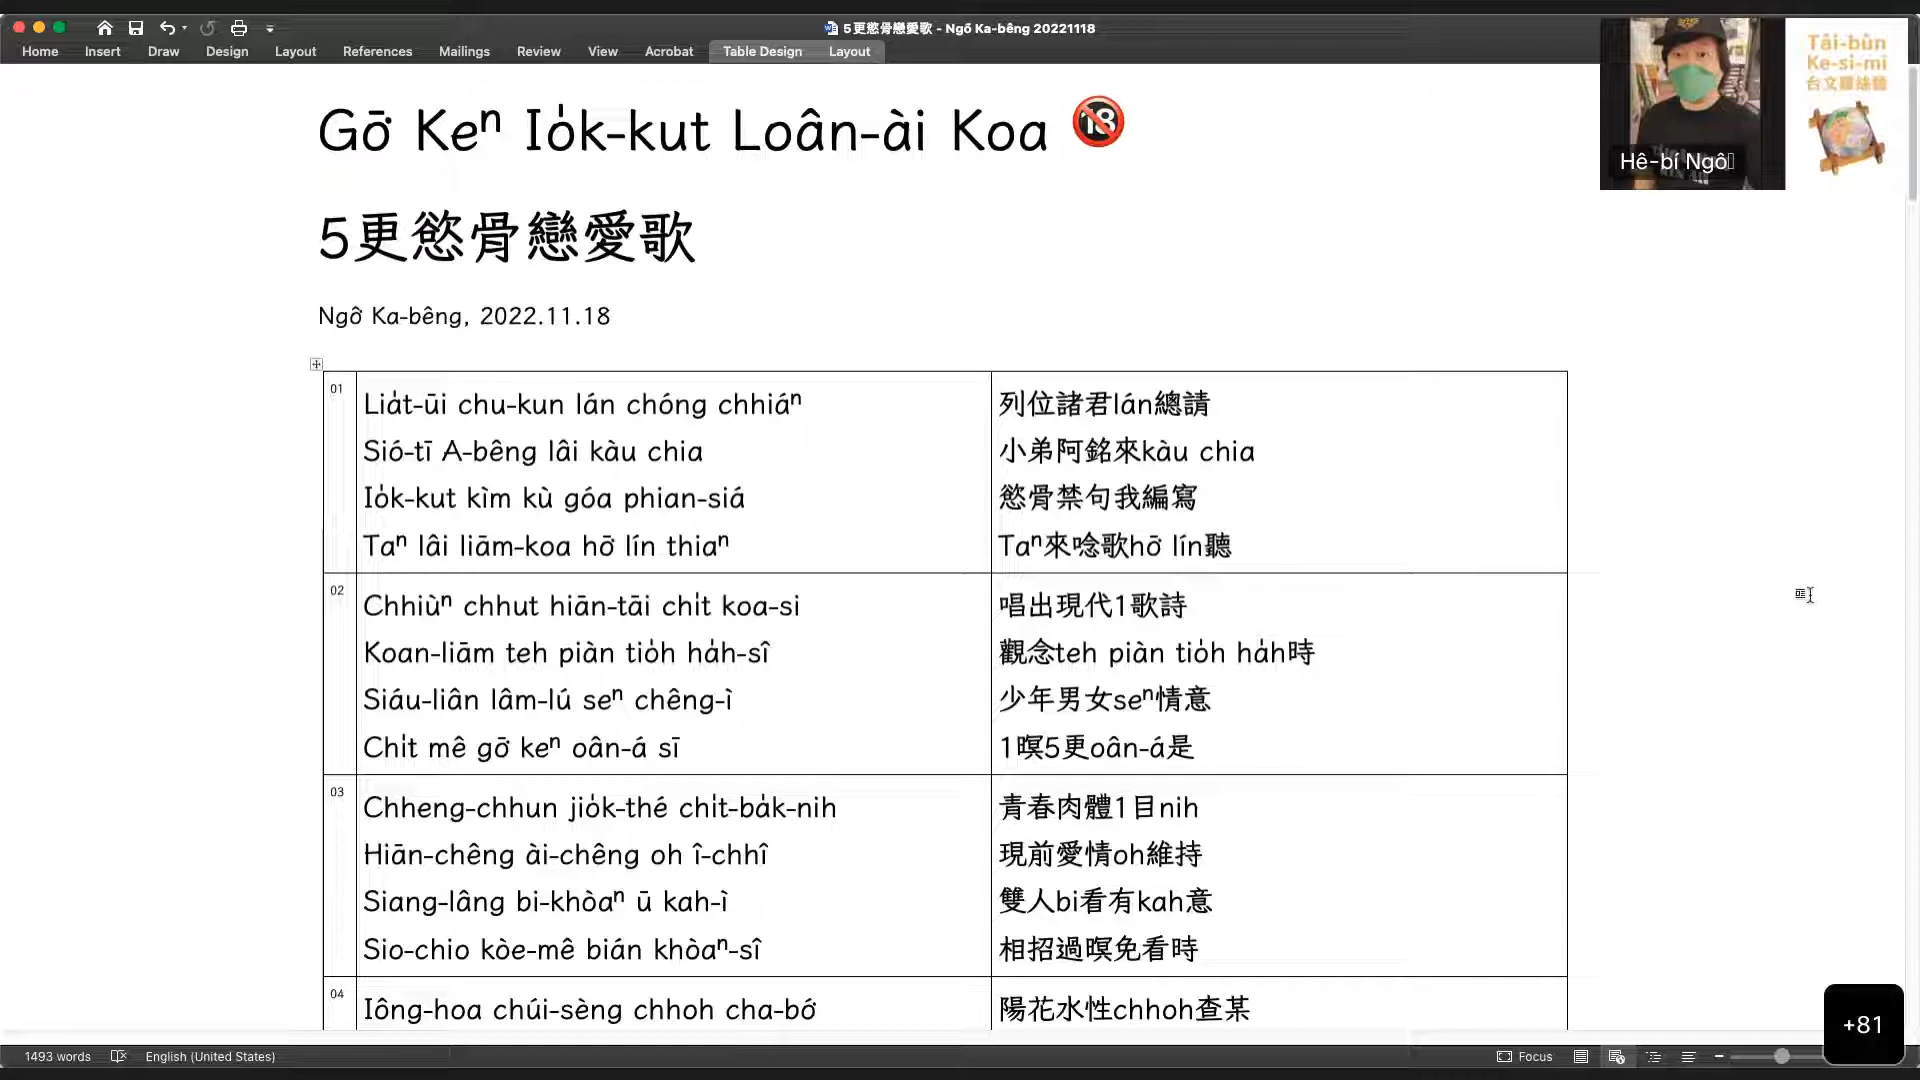 5更慾骨戀愛歌 - Ngô͘ Ka-bêng 20221118
Home Insert Draw Design Layout References Mailings Review View Acrobat Table Design Layout
Gō͘ Keⁿ Io̍k-kut Loân-ài Koa 🔞
5更慾骨戀愛歌
Ngô͘ Ka-bêng, 2022.11.18
01
Lia̍t-ūi chu-kun lán chóng chhiáⁿ
Sió-tī A-bêng lâi kàu chia
Io̍k-kut kìm kù góa phian-siá
Taⁿ lâi liām-koa hō͘ lín thiaⁿ
列位諸君lán總請
小弟阿銘來kàu chia
慾骨禁句我編寫
Taⁿ來唸歌hō͘ lín聽
02
Chhiùⁿ chhut hiān-tāi chi̍t koa-si
Koan-liām teh piàn tio̍h ha̍h-sî
Siáu-liân lâm-lú seⁿ chêng-ì
Chi̍t mê gō͘ keⁿ oân-á sī
唱出現代1歌詩
觀念teh piàn tio̍h ha̍h時
少年男女seⁿ情意
1暝5更oân-á是
03
Chheng-chhun jio̍k-thé chi̍t-ba̍k-nih
Hiān-chêng ài-chêng oh î-chhî
Siang-lâng bi-khòaⁿ ū kah-ì
Sio-chio kòe-mê bián khòaⁿ-sî
青春肉體1目nih
現前愛情oh維持
雙人bi看有kah意
相招過暝免看時
04
Iông-hoa chúi-sèng chhoh cha-bó͘
陽花水性chhoh查某
Hê-bí Ngô͘
Tâi-bûn
Ke-si-mī
台文雞絲麵
+81
1493 words English (United States) Focus